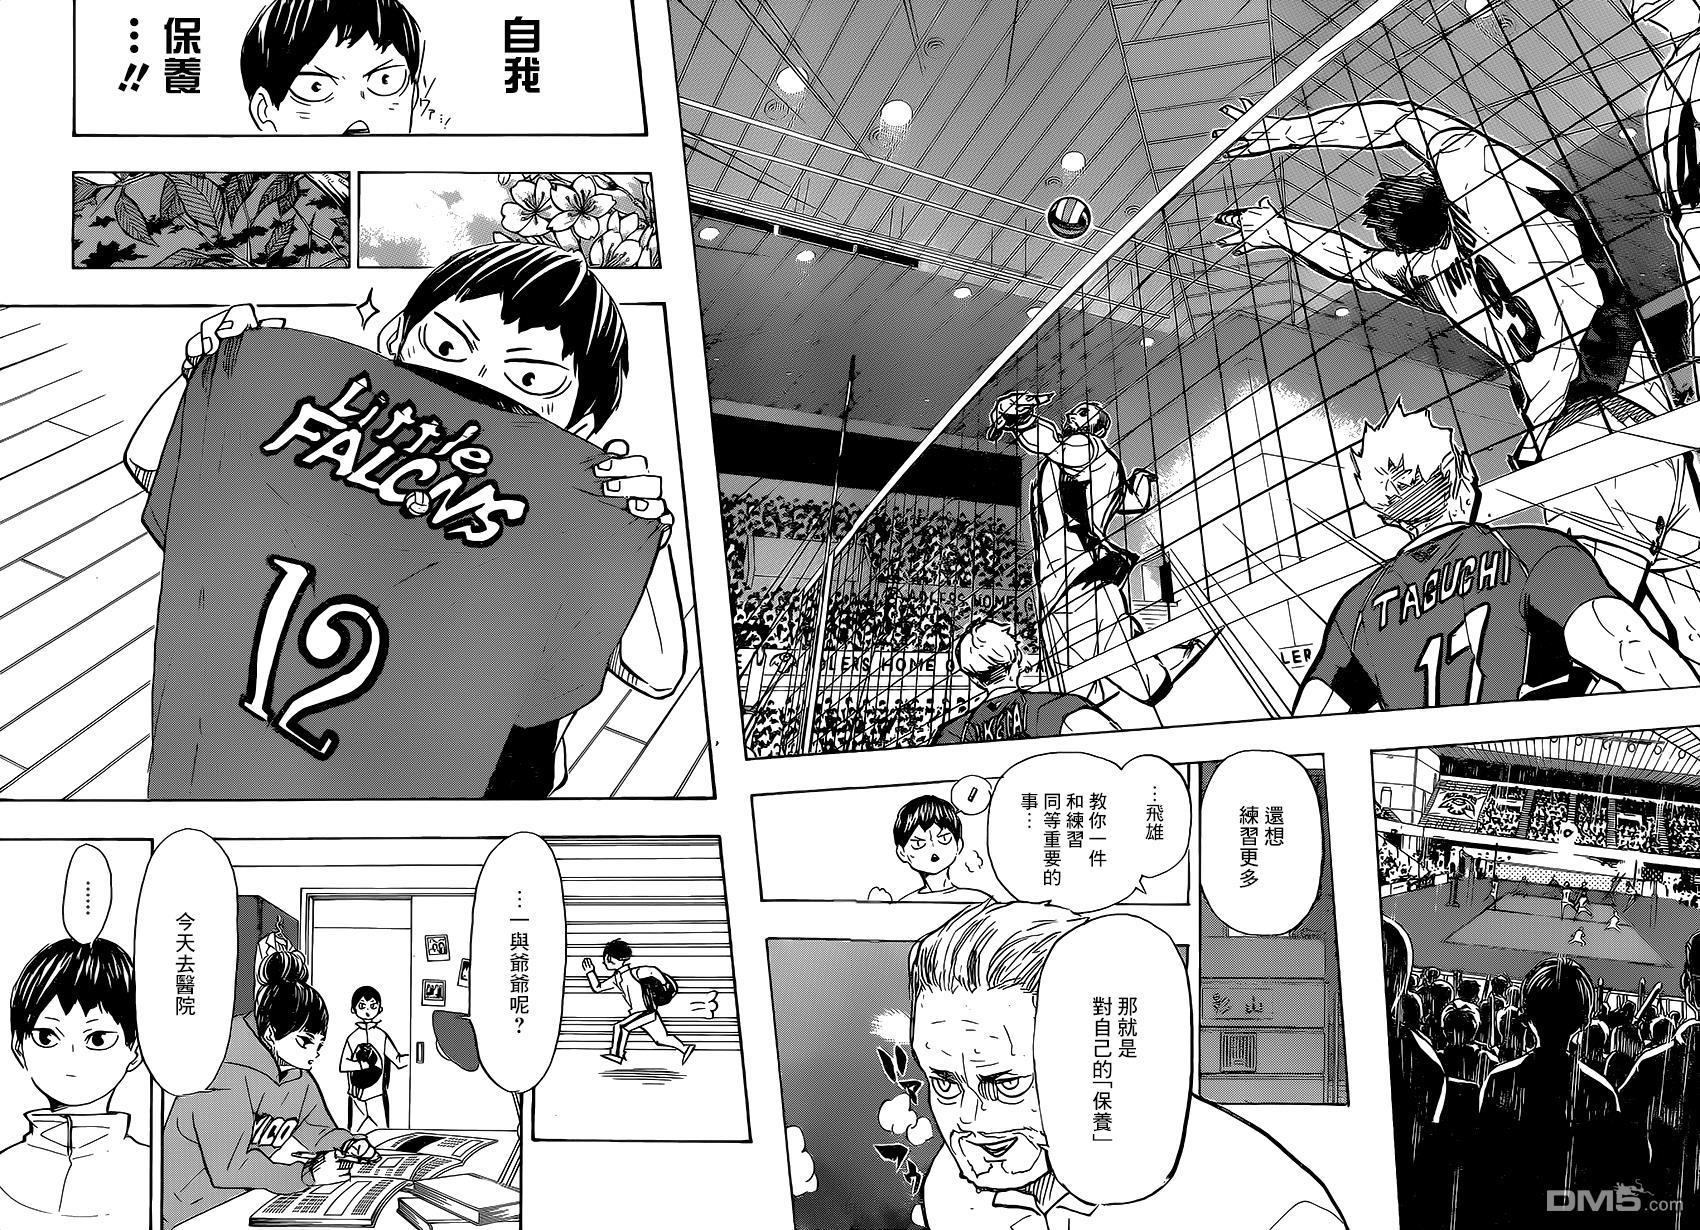 TAGUCHI
17
還想
練習更多
…飛雄
教你一件
和練習
同等重要的
事…
!
影山
那就是
對自己的「保養」
自我
保養
…!!
Little
FALCONS
12
…一與爺爺呢?
今天去醫院
………
DM5.com